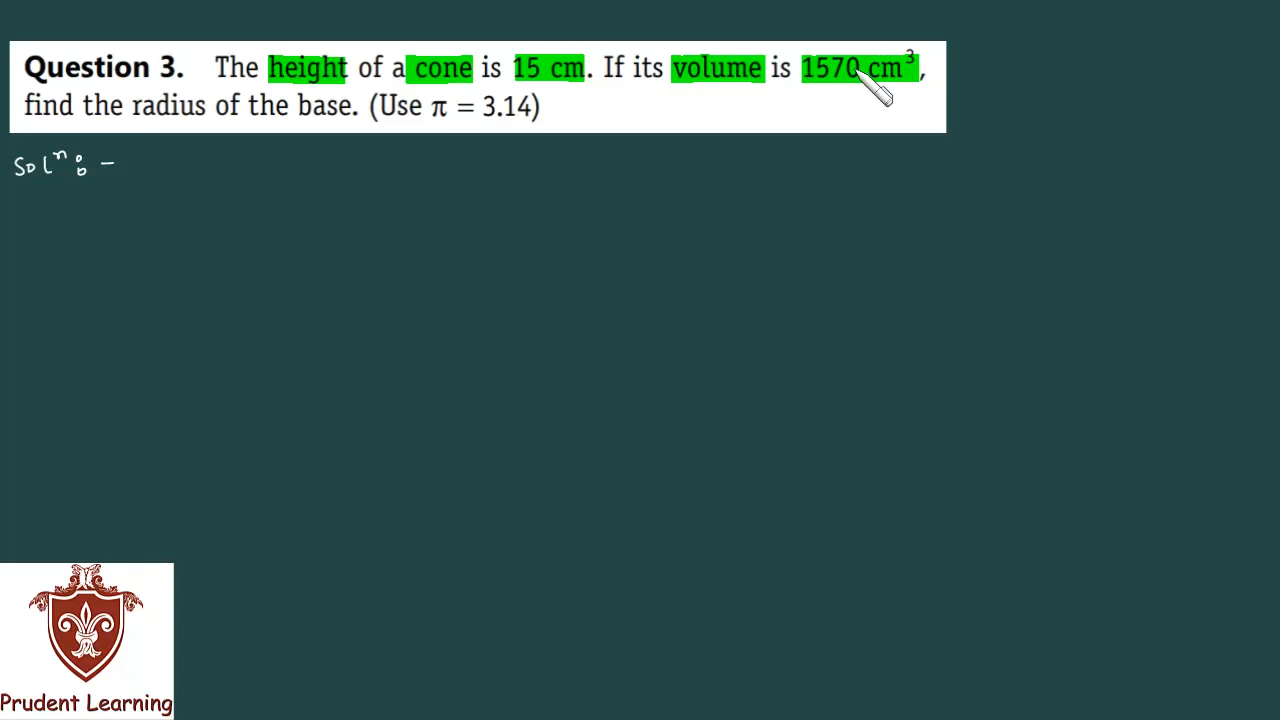 Question 3. The height of a cone is 15 cm. If its volume is 1570 cm³,
find the radius of the base. (Use π = 3.14)
Solⁿ: –
Prudent Learning